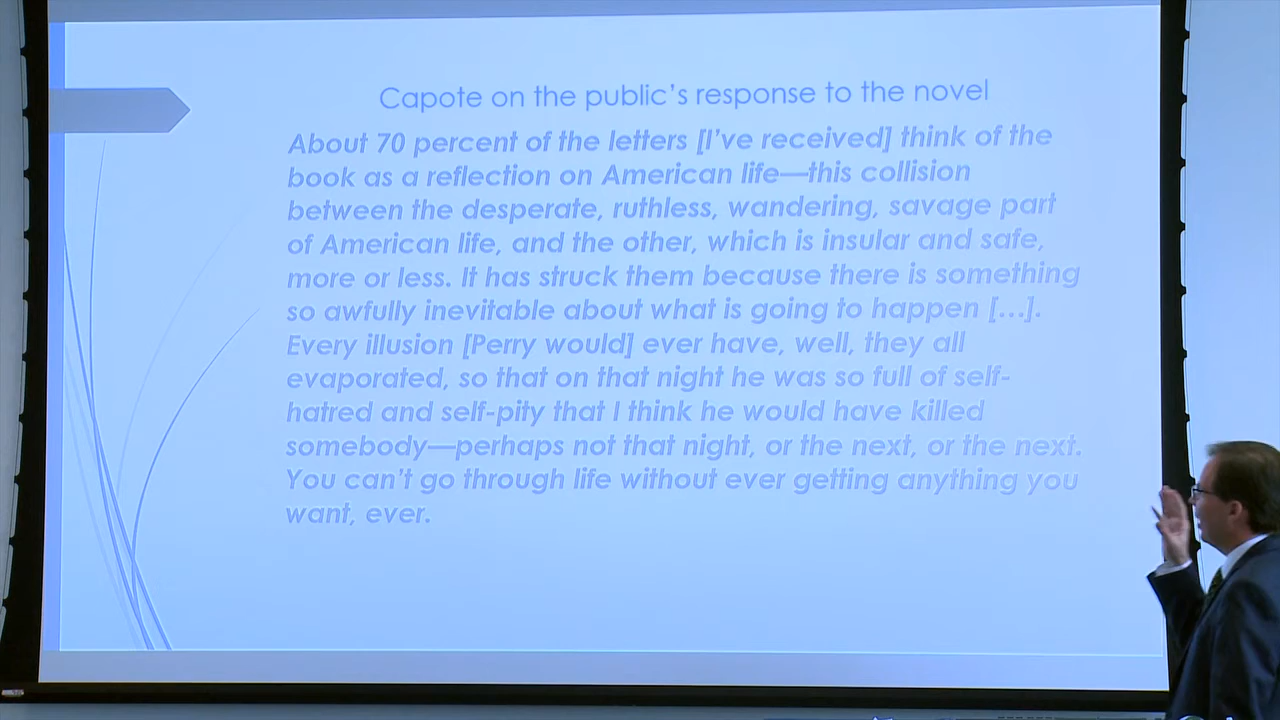 Capote on the public's response to the novel
About 70 percent of the letters [I've received] think of the
book as a reflection on American life—this collision
between the desperate, ruthless, wandering, savage part
of American life, and the other, which is insular and safe,
more or less. It has struck them because there is something
so awfully inevitable about what is going to happen [...].
Every illusion [Perry would] ever have, well, they all
evaporated, so that on that night he was so full of self-
hatred and self-pity that I think he would have killed
somebody—perhaps not that night, or the next, or the next.
You can't go through life without ever getting anything you
want, ever.